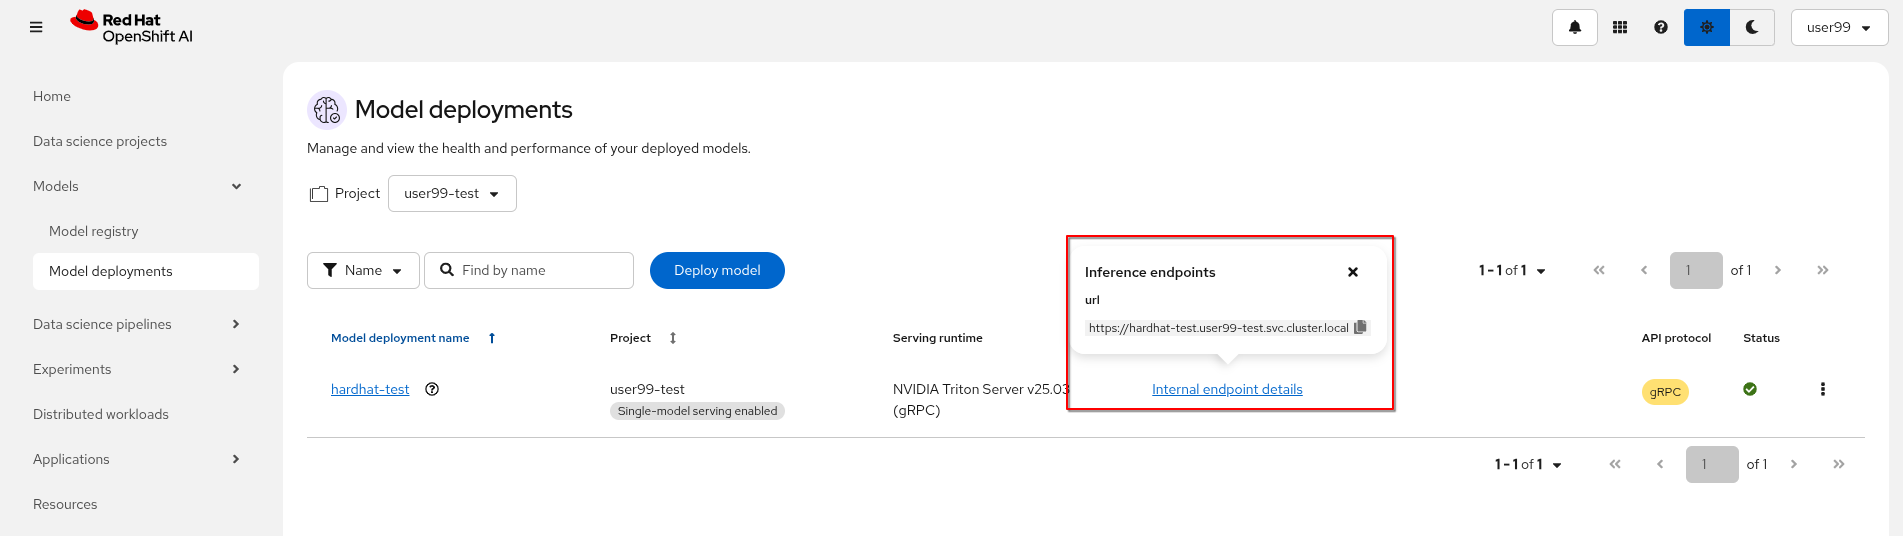 Red Hat
OpenShift AI
user99
Home
Data science projects
Models
Model registry
Model deployments
Data science pipelines
Experiments
Distributed workloads
Applications
Resources
Model deployments
Manage and view the health and performance of your deployed models.
Project user99-test
Name Find by name Deploy model
1 - 1 of 1 1 of 1
Inference endpoints
url
https://hardhat-test.user99-test.svc.cluster.local
Model deployment name Project Serving runtime API protocol Status
hardhat-test user99-test NVIDIA Triton Server v25.03 Internal endpoint details gRPC
Single-model serving enabled (gRPC)
1 - 1 of 1 1 of 1